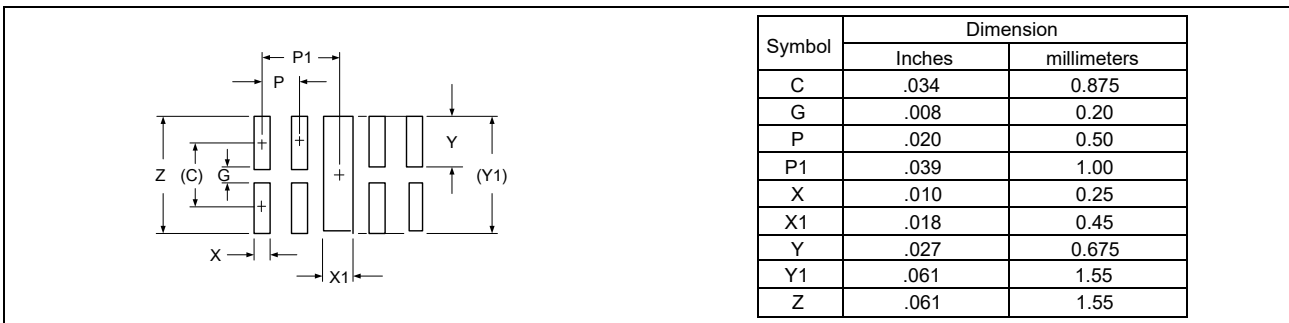 P1
P
Z (C) G Y (Y1)
X X1
Symbol Dimension
Inches millimeters
C .034 0.875
G .008 0.20
P .020 0.50
P1 .039 1.00
X .010 0.25
X1 .018 0.45
Y .027 0.675
Y1 .061 1.55
Z .061 1.55